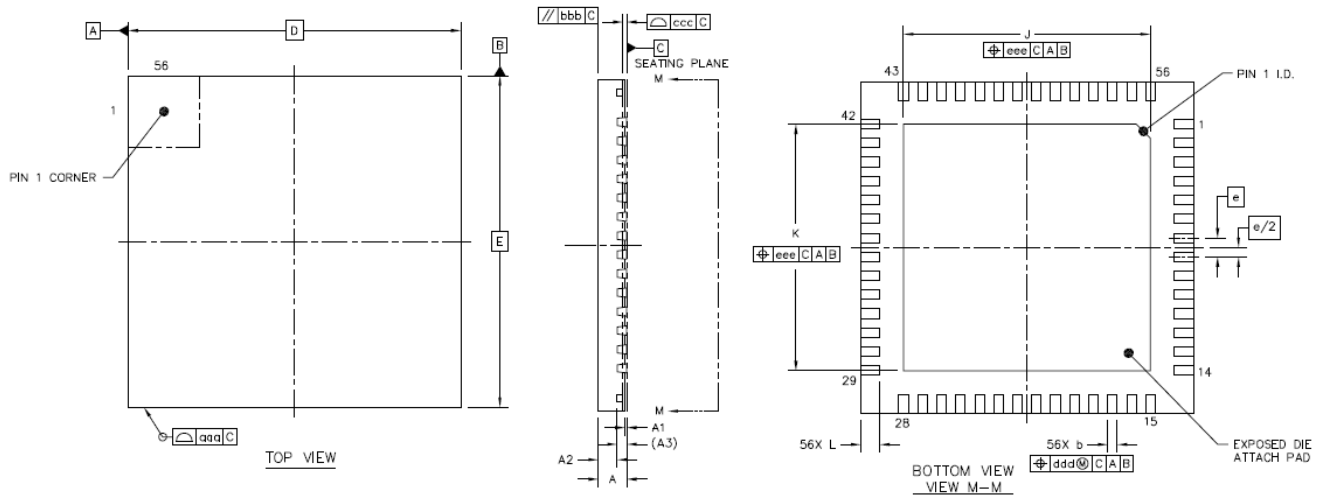 A
D
B
56
1
PIN 1 CORNER
E
aaa C
TOP VIEW
// bbb C
⌓ ccc C
C
SEATING PLANE
M
M
A1
(A3)
A2
A
J
⌖ eee C A B
43
56
PIN 1 I.D.
42
1
e
e/2
K
⌖ eee C A B
29
14
28
15
56X L
56X b
⌖ ddd Ⓜ C A B
EXPOSED DIE
ATTACH PAD
BOTTOM VIEW
VIEW M-M